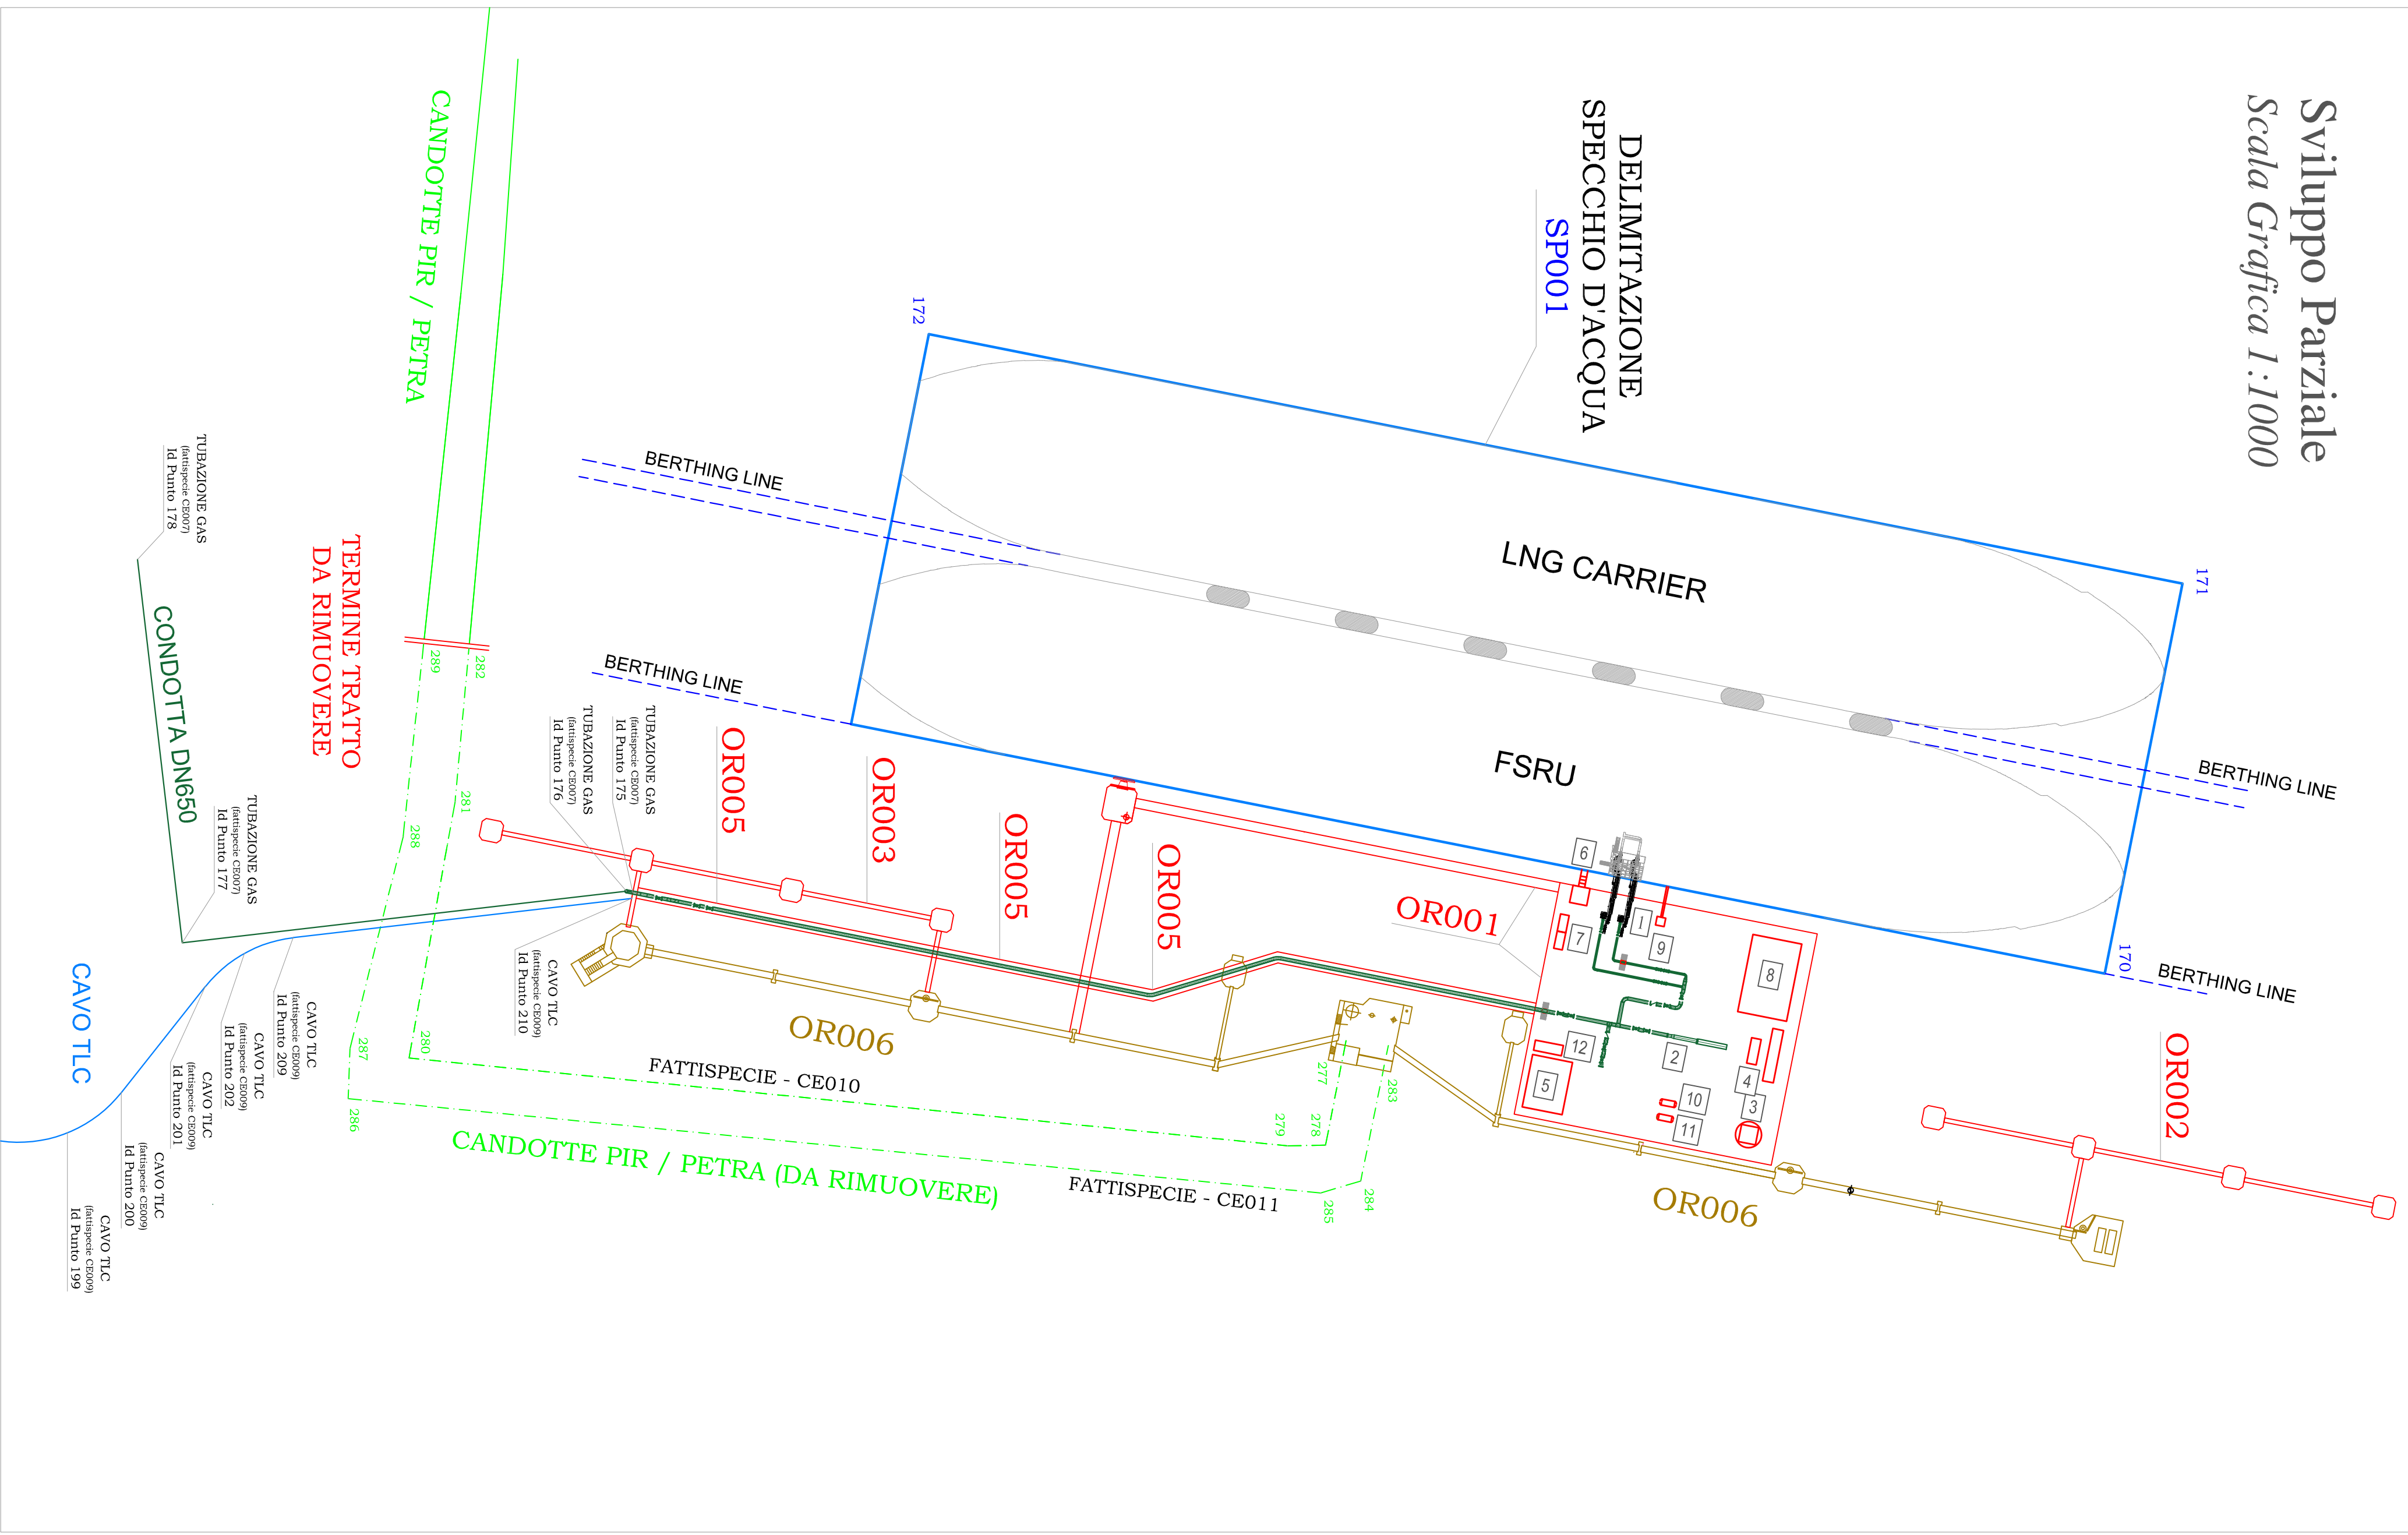 Sviluppo Parziale
Scala Grafica 1:1000
DELIMITAZIONE
SPECCHIO D'ACQUA
SP001
CANDOTTE PIR / PETRA
172
171
170
BERTHING LINE
BERTHING LINE
BERTHING LINE
BERTHING LINE
LNG CARRIER
FSRU
TUBAZIONE GAS
(fattispecie CE007)
Id Punto 178
CONDOTTA DN650
TERMINE TRATTO
DA RIMUOVERE
289
282
281
288
TUBAZIONE GAS
(fattispecie CE007)
Id Punto 177
TUBAZIONE GAS
(fattispecie CE007)
Id Punto 176
TUBAZIONE GAS
(fattispecie CE007)
Id Punto 175
OR005
OR003
OR005
OR005
OR001
OR002
6
7
1
9
8
12
5
2
4
3
10
11
OR006
OR006
CAVO TLC
(fattispecie CE009)
Id Punto 210
CAVO TLC
(fattispecie CE009)
Id Punto 209
CAVO TLC
(fattispecie CE009)
Id Punto 202
CAVO TLC
(fattispecie CE009)
Id Punto 201
CAVO TLC
(fattispecie CE009)
Id Punto 200
CAVO TLC
(fattispecie CE009)
Id Punto 199
CAVO TLC
287
280
286
277
283
279
278
284
285
FATTISPECIE - CE010
CANDOTTE PIR / PETRA (DA RIMUOVERE)
FATTISPECIE - CE011